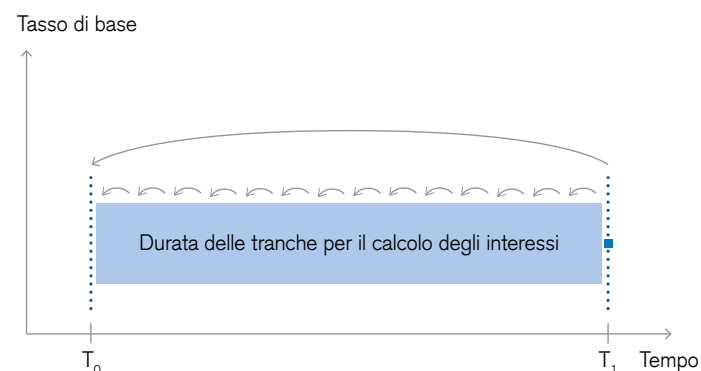 Tasso di base
Durata delle tranche per il calcolo degli interessi
T₀
T₁ Tempo